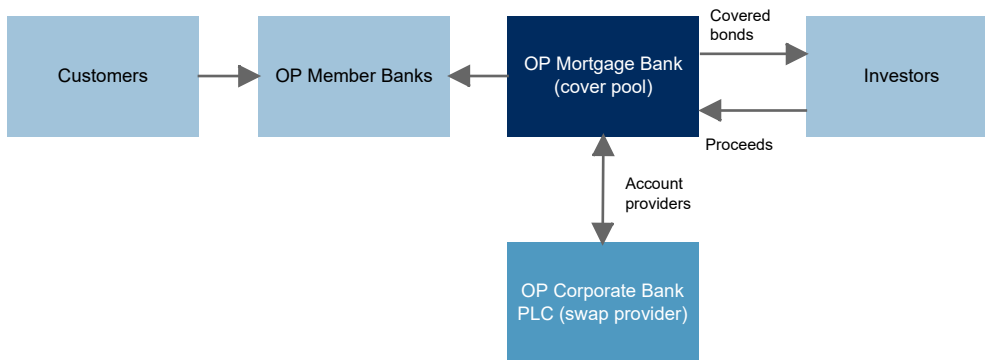 Customers
OP Member Banks
OP Mortgage Bank
(cover pool)
Covered
bonds
Proceeds
Investors
Account
providers
OP Corporate Bank
PLC (swap provider)